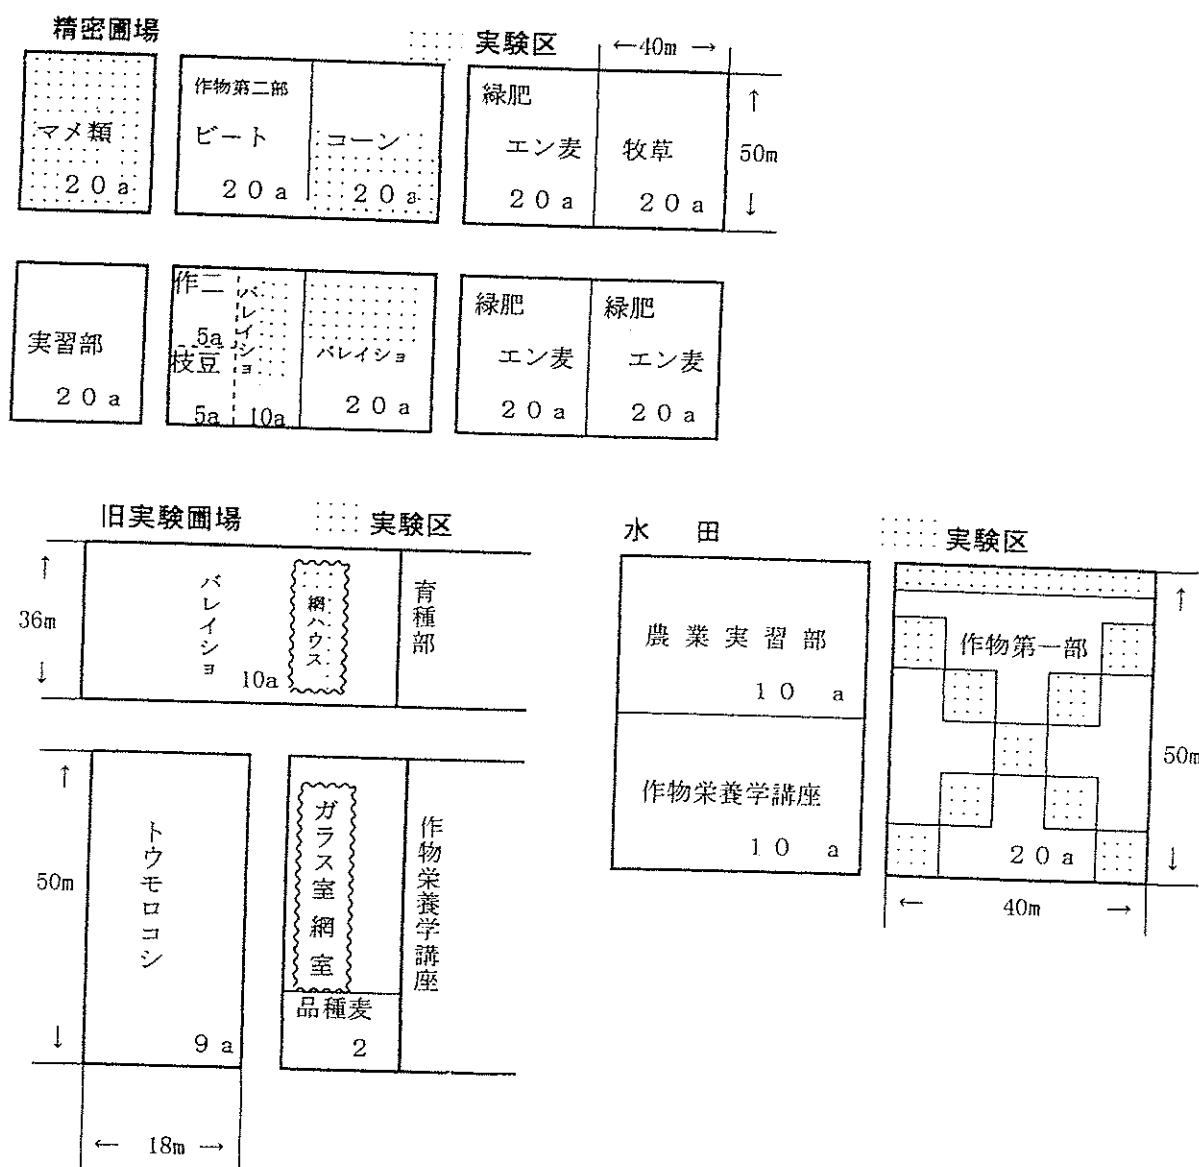 精密圃場
実験区
←40m→
マメ類
20a
作物第二部
ビート
20a
コーン
20a
緑肥
エン麦
20a
牧草
20a
↑
50m
↓
実習部
20a
作二
5a
枝豆
5a
バレイショ
10a
バレイショ
20a
緑肥
エン麦
20a
緑肥
エン麦
20a
旧実験圃場
実験区
↑
36m
↓
バレイショ
10a
網ハウス
育種部
↑
50m
↓
トウモロコシ
9a
ガラス室網室
品種麦
2
作物栄養学講座
← 18m →
水田
実験区
農業実習部
10a
作物栄養学講座
10a
作物第一部
20a
↑
50m
↓
← 40m →